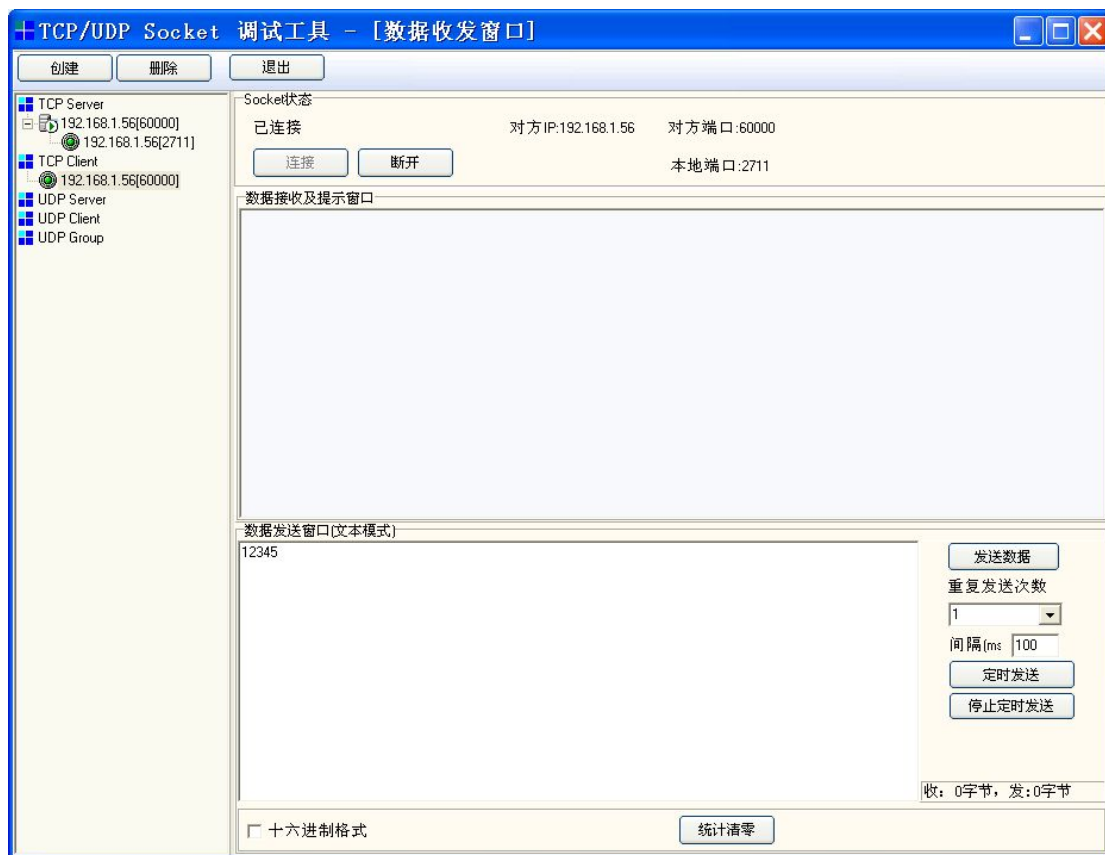 TCP/UDP Socket 调试工具 - [数据收发窗口]
创建 删除 退出
TCP Server
192.168.1.56[60000]
192.168.1.56[2711]
TCP Client
192.168.1.56[60000]
UDP Server
UDP Client
UDP Group
Socket状态
已连接 对方IP:192.168.1.56 对方端口:60000
连接 断开 本地端口:2711
数据接收及提示窗口
数据发送窗口(文本模式)
12345
发送数据
重复发送次数
1
间隔(ms 100
定时发送
停止定时发送
收: 0字节, 发:0字节
十六进制格式 统计清零